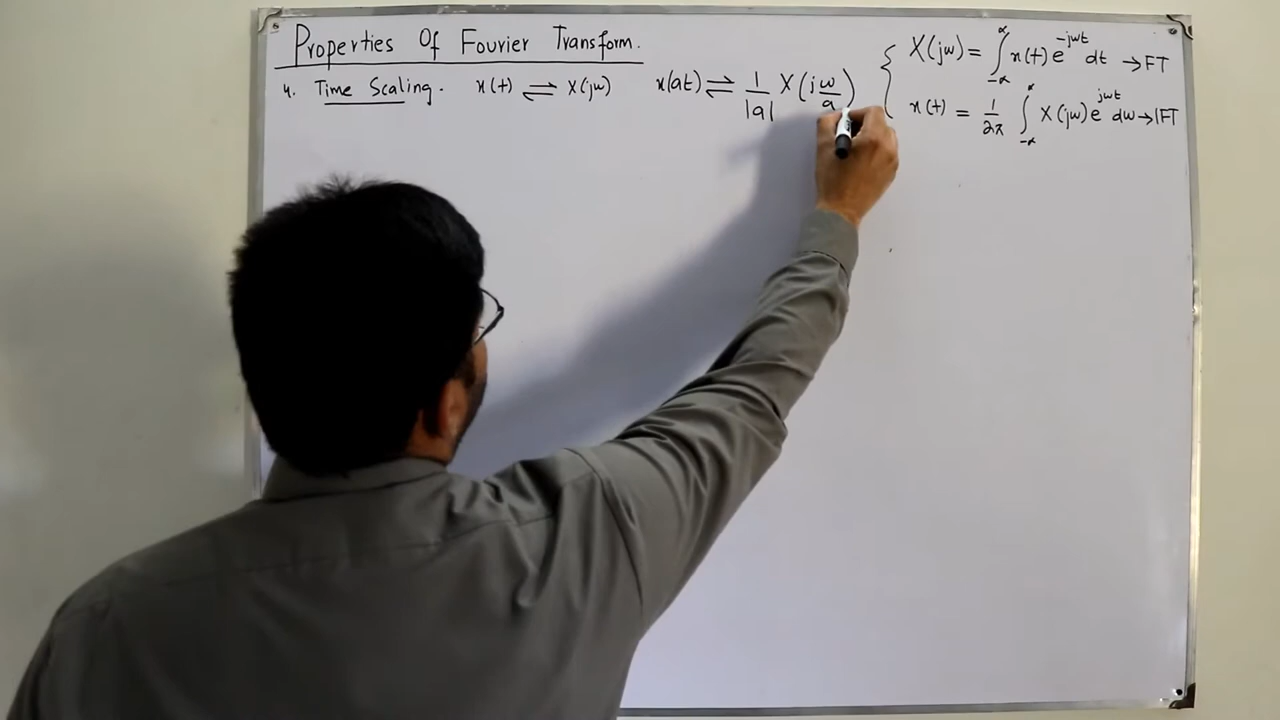 Properties Of Fourier Transform.
4. Time Scaling. x(t) ⇌ X(jω) x(at) ⇌ 1/|a| X(jω/a)
X(jω) = ∫_{-∞}^{∞} x(t) e^{-jωt} dt → FT
x(t) = 1/2π ∫_{-∞}^{∞} X(jω) e^{jωt} dω → IFT